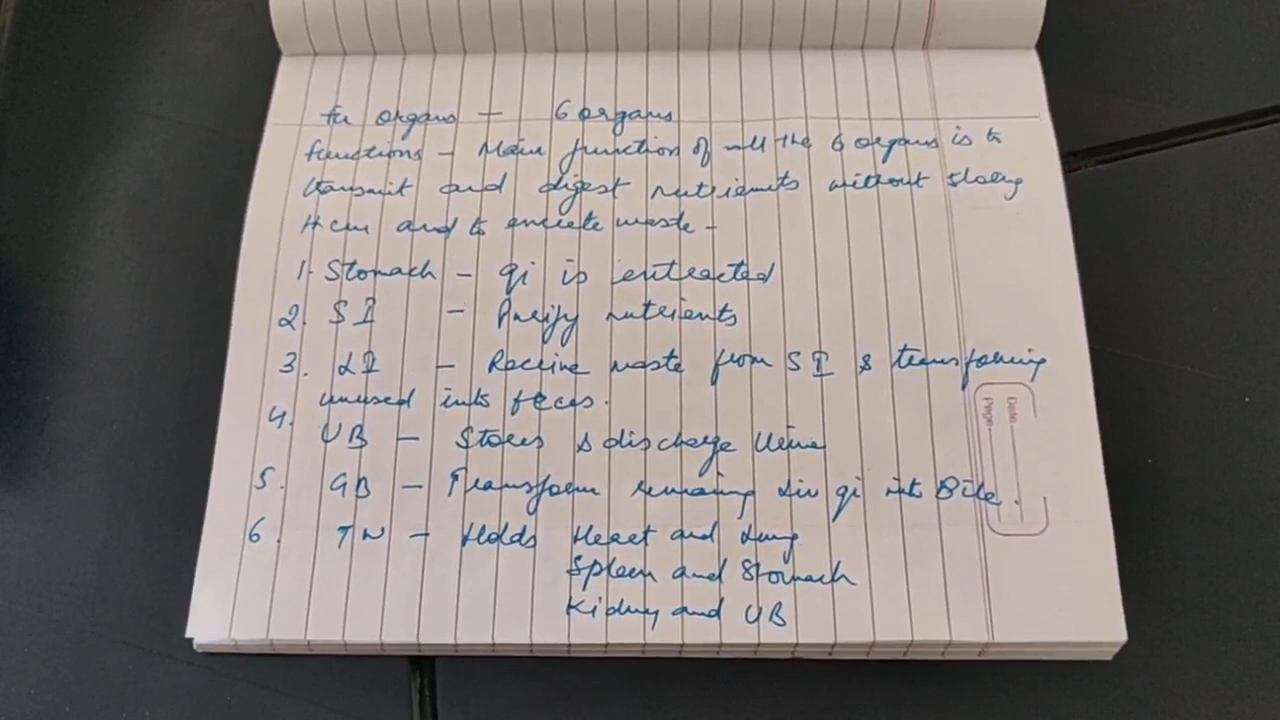 Fu organs - 6 organs
Functions - Main function of all the 6 organs is to
transmit and digest nutrients without storing
them and to excrete waste -
1. Stomach - qi is extracted
2. SI - Purify nutrients
3. LI - Receive waste from SI & transforming
unused into feces.
4. UB - Stores & discharge Urine
5. GB - Transform remaining Liv qi into Bile.
6. TW - Holds Heart and Lung
Spleen and Stomach
Kidney and UB
Date
Page